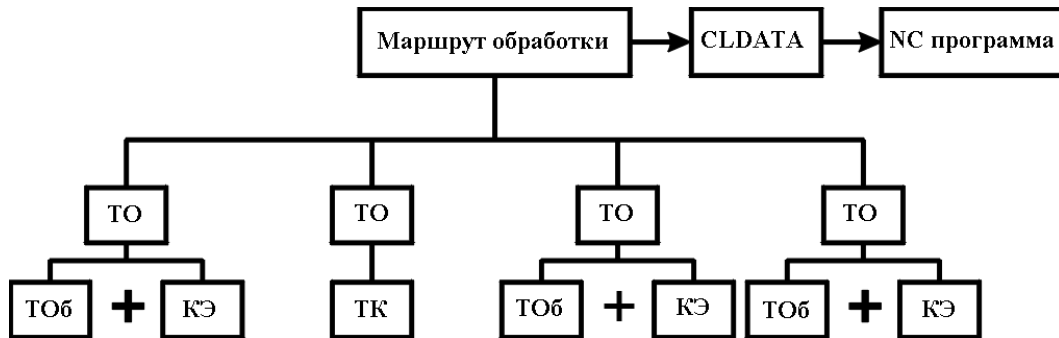 Маршрут обработки CLDATA NC программа
ТО ТО ТО ТО
ТОб + КЭ ТК ТОб + КЭ ТОб + КЭ